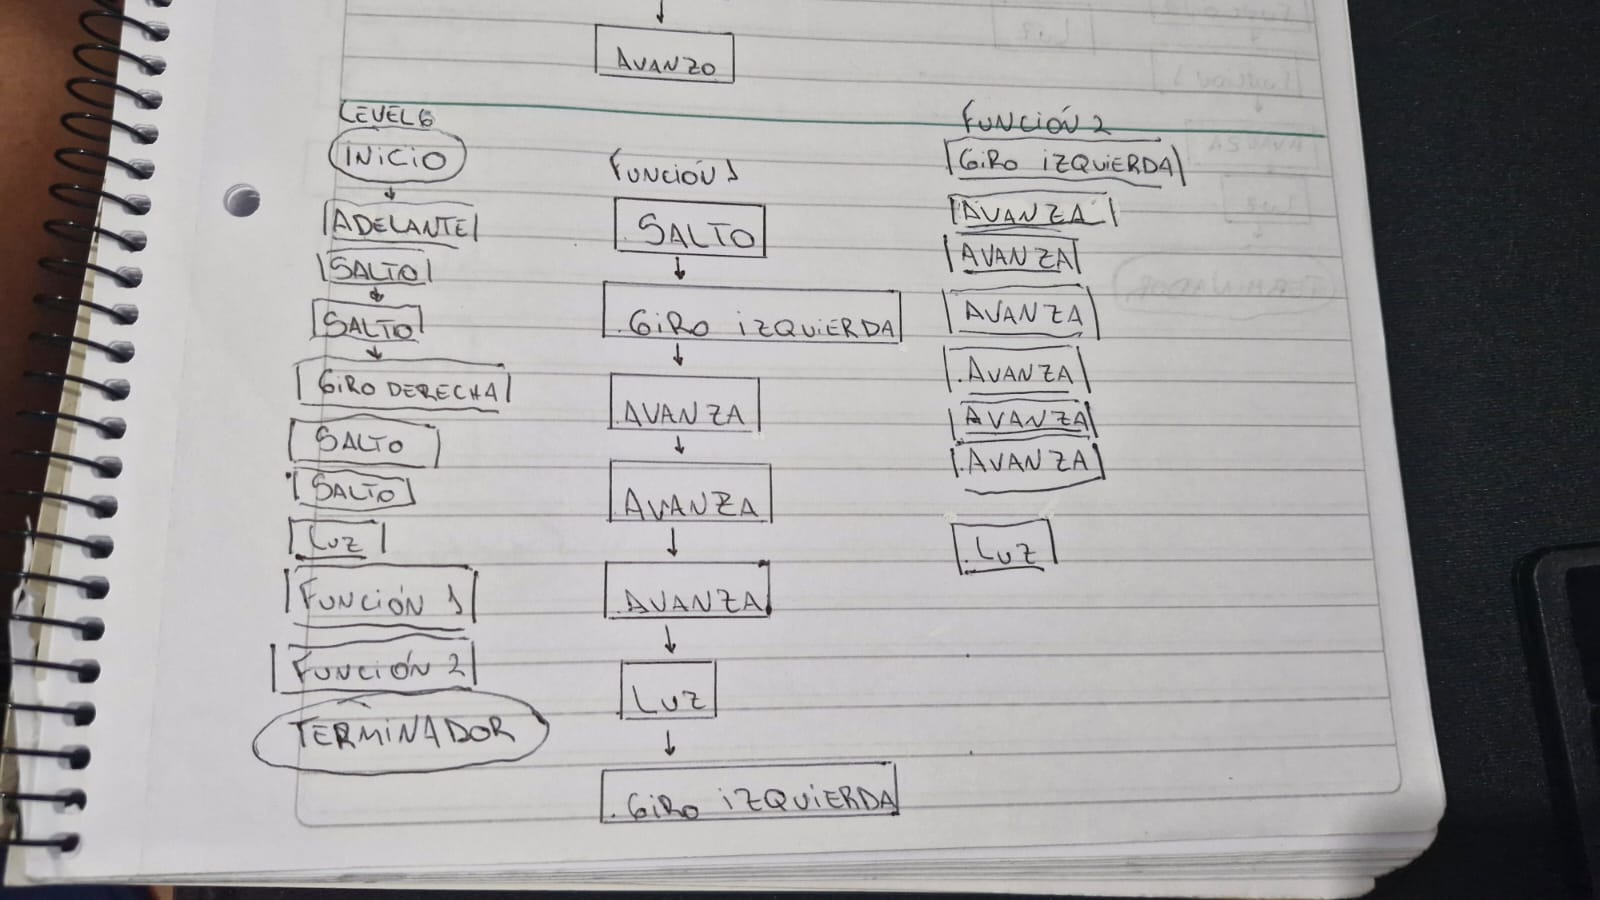 AVANZO
LEVEL 6
INICIO
ADELANTE
SALTO
SALTO
GIRO DERECHA
SALTO
SALTO
LUZ
FUNCIÓN 1
FUNCIÓN 2
TERMINADOR
FUNCIÓN 1
SALTO
GIRO IZQUIERDA
AVANZA
AVANZA
AVANZA
LUZ
GIRO IZQUIERDA
FUNCIÓN 2
GIRO IZQUIERDA
AVANZA
AVANZA
AVANZA
AVANZA
AVANZA
AVANZA
LUZ